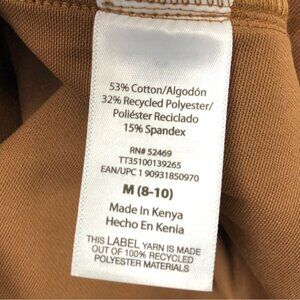 53% Cotton/Algodón
32% Recycled Polyester/
Poliéster Reciclado
15% Spandex
RN# 52469
TT35100139265
EAN/UPC 1 90931850970
M (8-10)
Made In Kenya
Hecho En Kenia
THIS LABEL YARN IS MADE
OUT OF 100% RECYCLED
POLYESTER MATERIALS